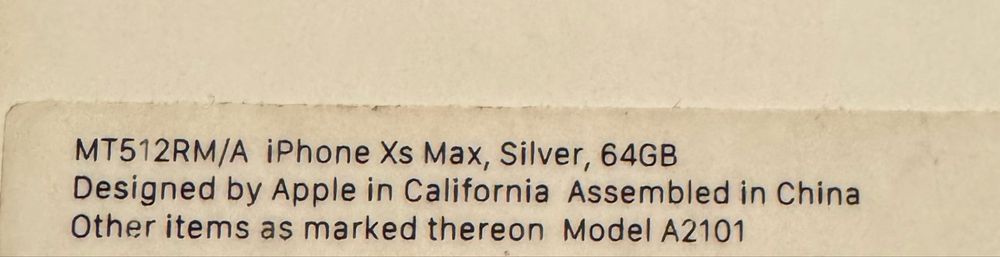 MT512RM/A iPhone Xs Max, Silver, 64GB
Designed by Apple in California Assembled in China
Other items as marked thereon Model A2101